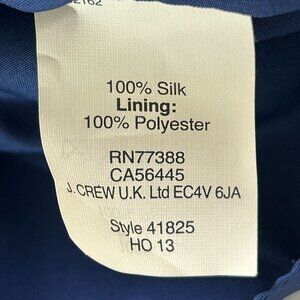 100% Silk
Lining:
100% Polyester
RN77388
CA56445
J.CREW U.K. Ltd EC4V 6JA
Style 41825
HO 13